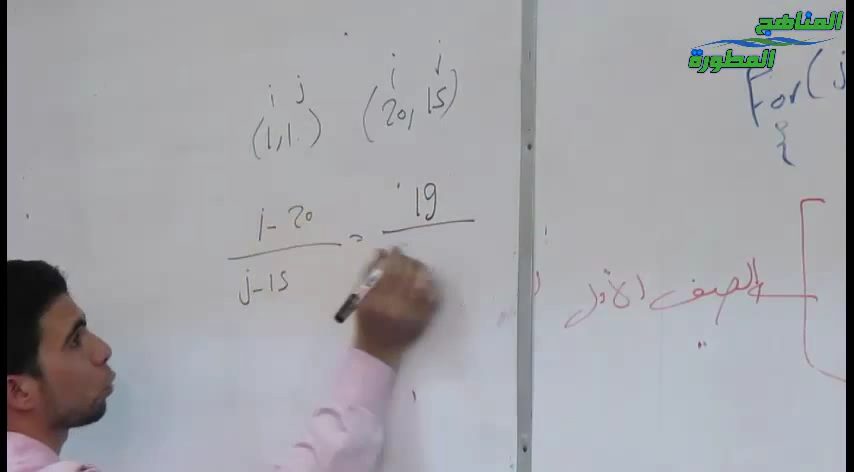 المناهج
المطورة
i j
(1,1)
i j
(20, 15)
i - 20
j - 15
=
19
For( j
{
الصف الأول